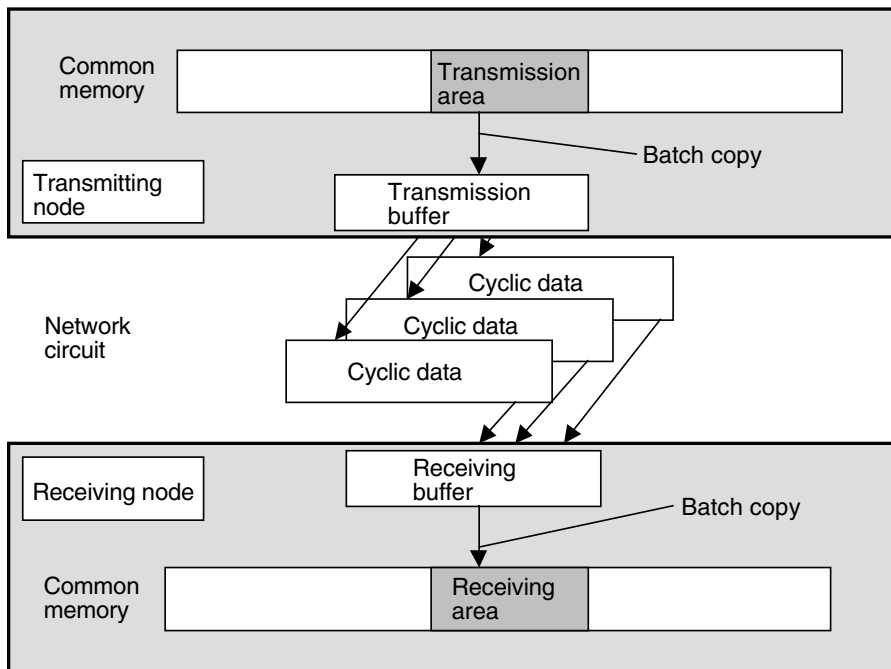 Common
memory
Transmission
area
Batch copy
Transmitting
node
Transmission
buffer
Cyclic data
Network
circuit
Cyclic data
Cyclic data
Receiving node
Receiving
buffer
Batch copy
Common
memory
Receiving
area